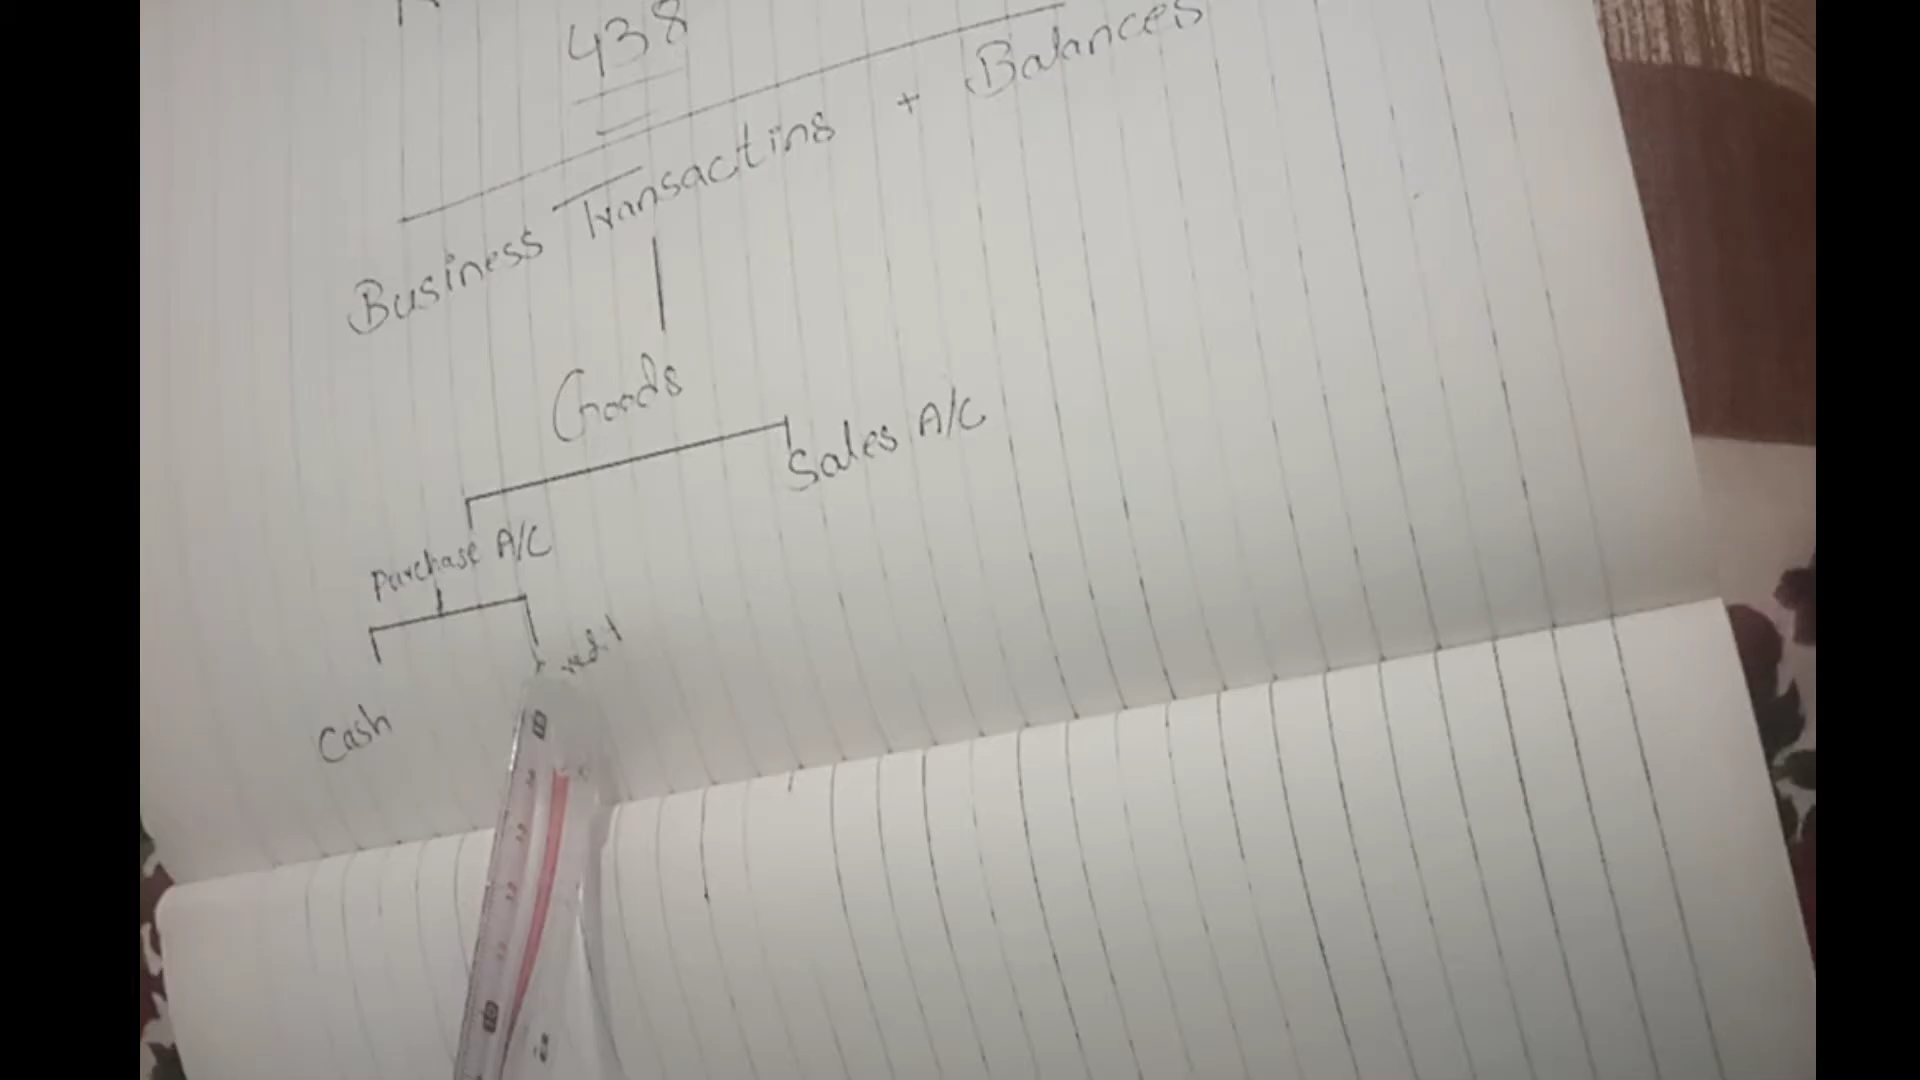 438
Business Transactins + Balances
Goods
Sales A/C
Purchase A/C
Cash